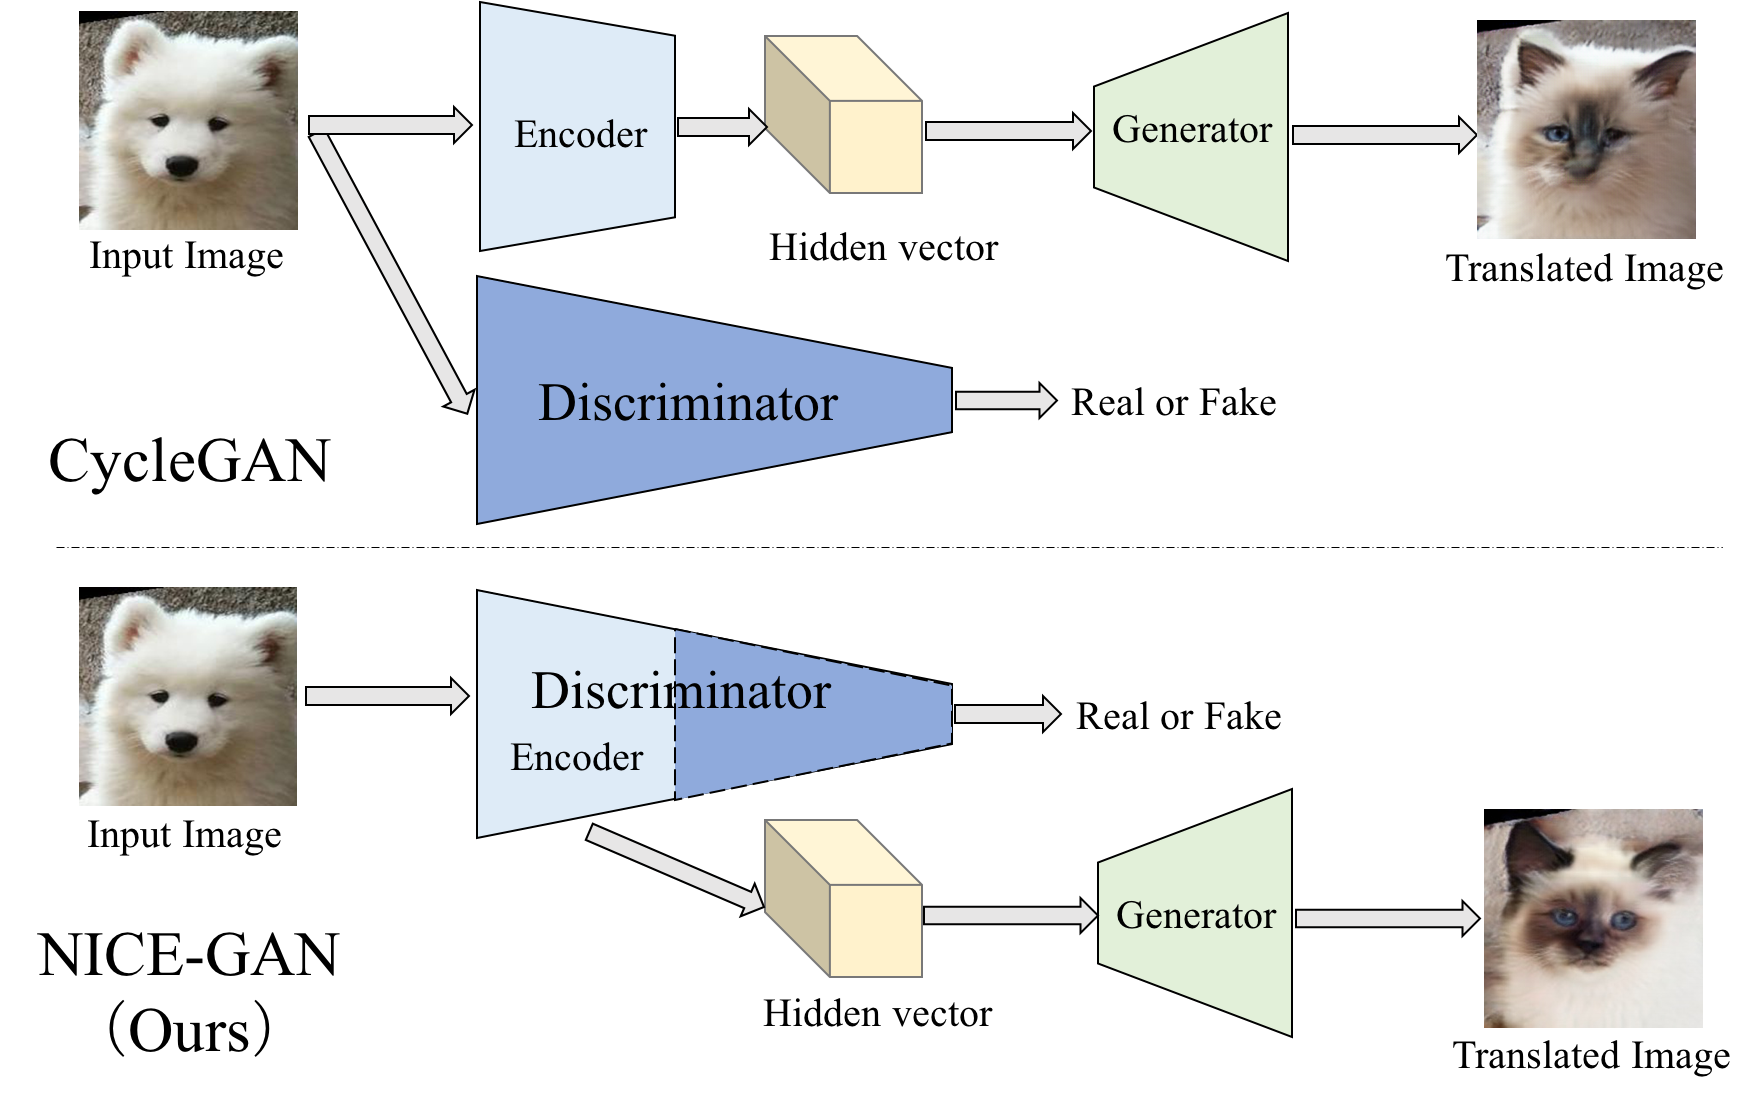 Encoder
Generator
Input Image
Hidden vector
Translated Image
Discriminator
Real or Fake
CycleGAN
Discriminator
Encoder
Real or Fake
Input Image
Generator
NICE-GAN
（Ours）
Hidden vector
Translated Image